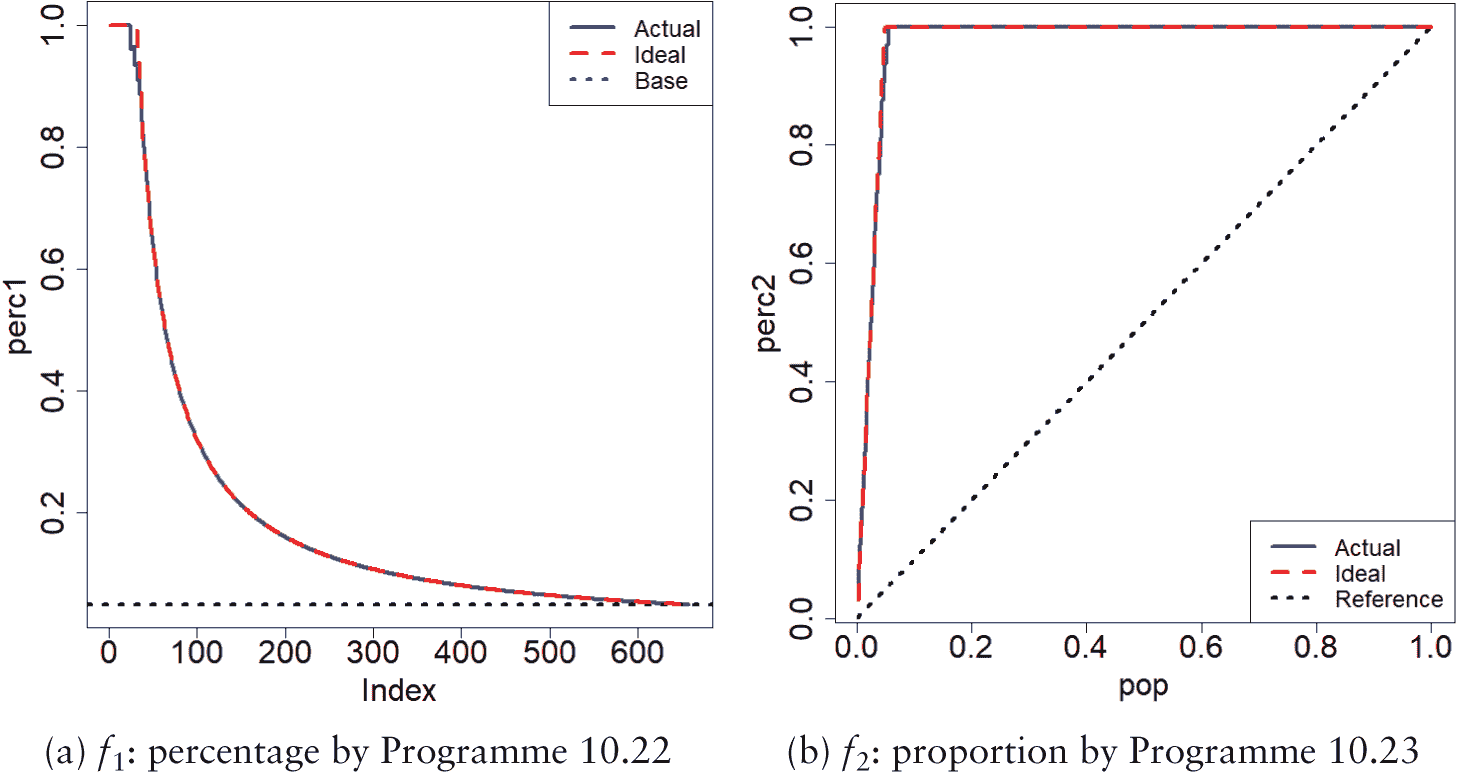 perc1
1.0
0.8
0.6
0.4
0.2
Actual
Ideal
Base
0 100 200 300 400 500 600
Index
(a) f1: percentage by Programme 10.22
perc2
1.0
0.8
0.6
0.4
0.2
0.0
Actual
Ideal
Reference
0.0 0.2 0.4 0.6 0.8 1.0
pop
(b) f2: proportion by Programme 10.23